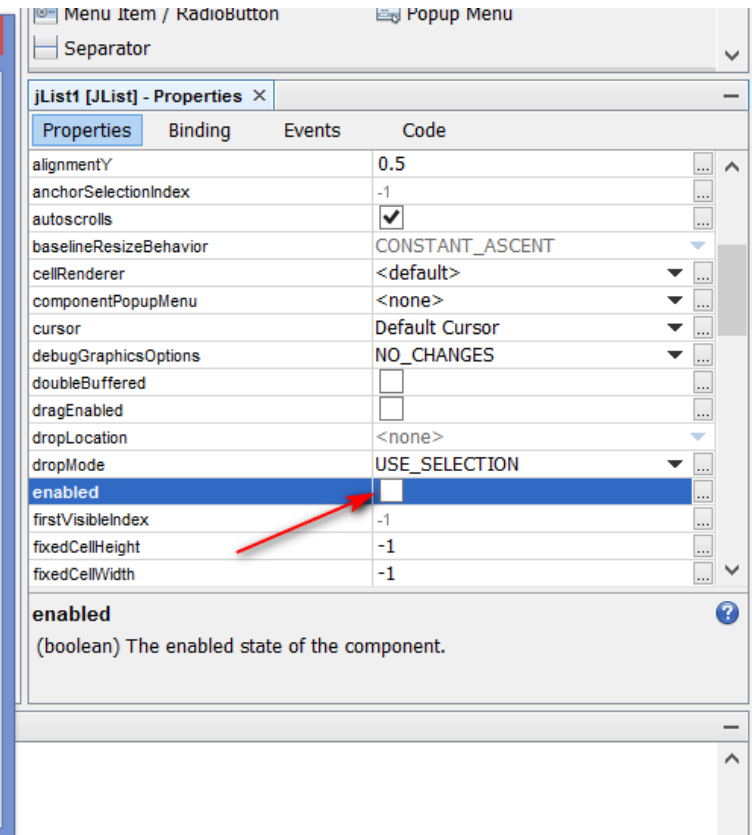 Menu Item / RadioButton Popup Menu
Separator
jList1 [JList] - Properties ×
Properties Binding Events Code
alignmentY 0.5 ...
anchorSelectionIndex -1 ...
autoscrolls ...
baselineResizeBehavior CONSTANT_ASCENT
cellRenderer <default> ...
componentPopupMenu <none> ...
cursor Default Cursor ...
debugGraphicsOptions NO_CHANGES ...
doubleBuffered ...
dragEnabled ...
dropLocation <none>
dropMode USE_SELECTION ...
enabled ...
firstVisibleIndex -1 ...
fixedCellHeight -1 ...
fixedCellWidth -1 ...
enabled ?
(boolean) The enabled state of the component.